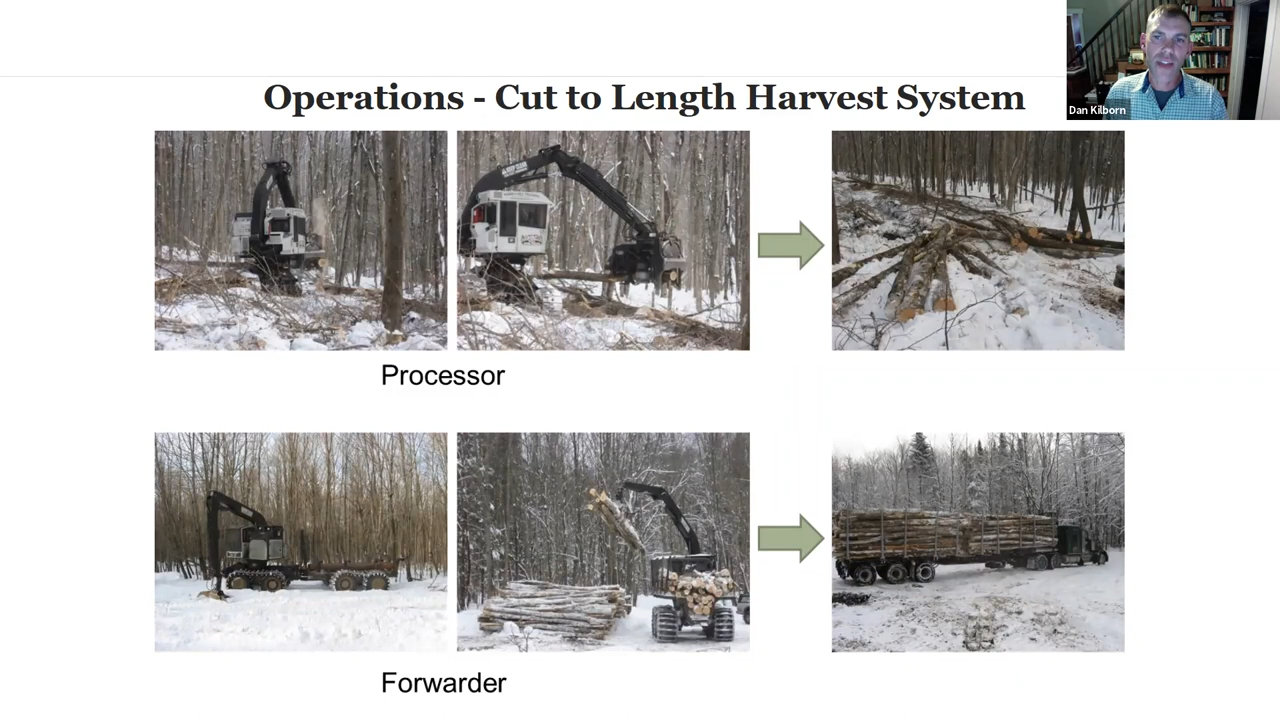 Operations - Cut to Length Harvest System
Dan Kilborn
Processor
Forwarder